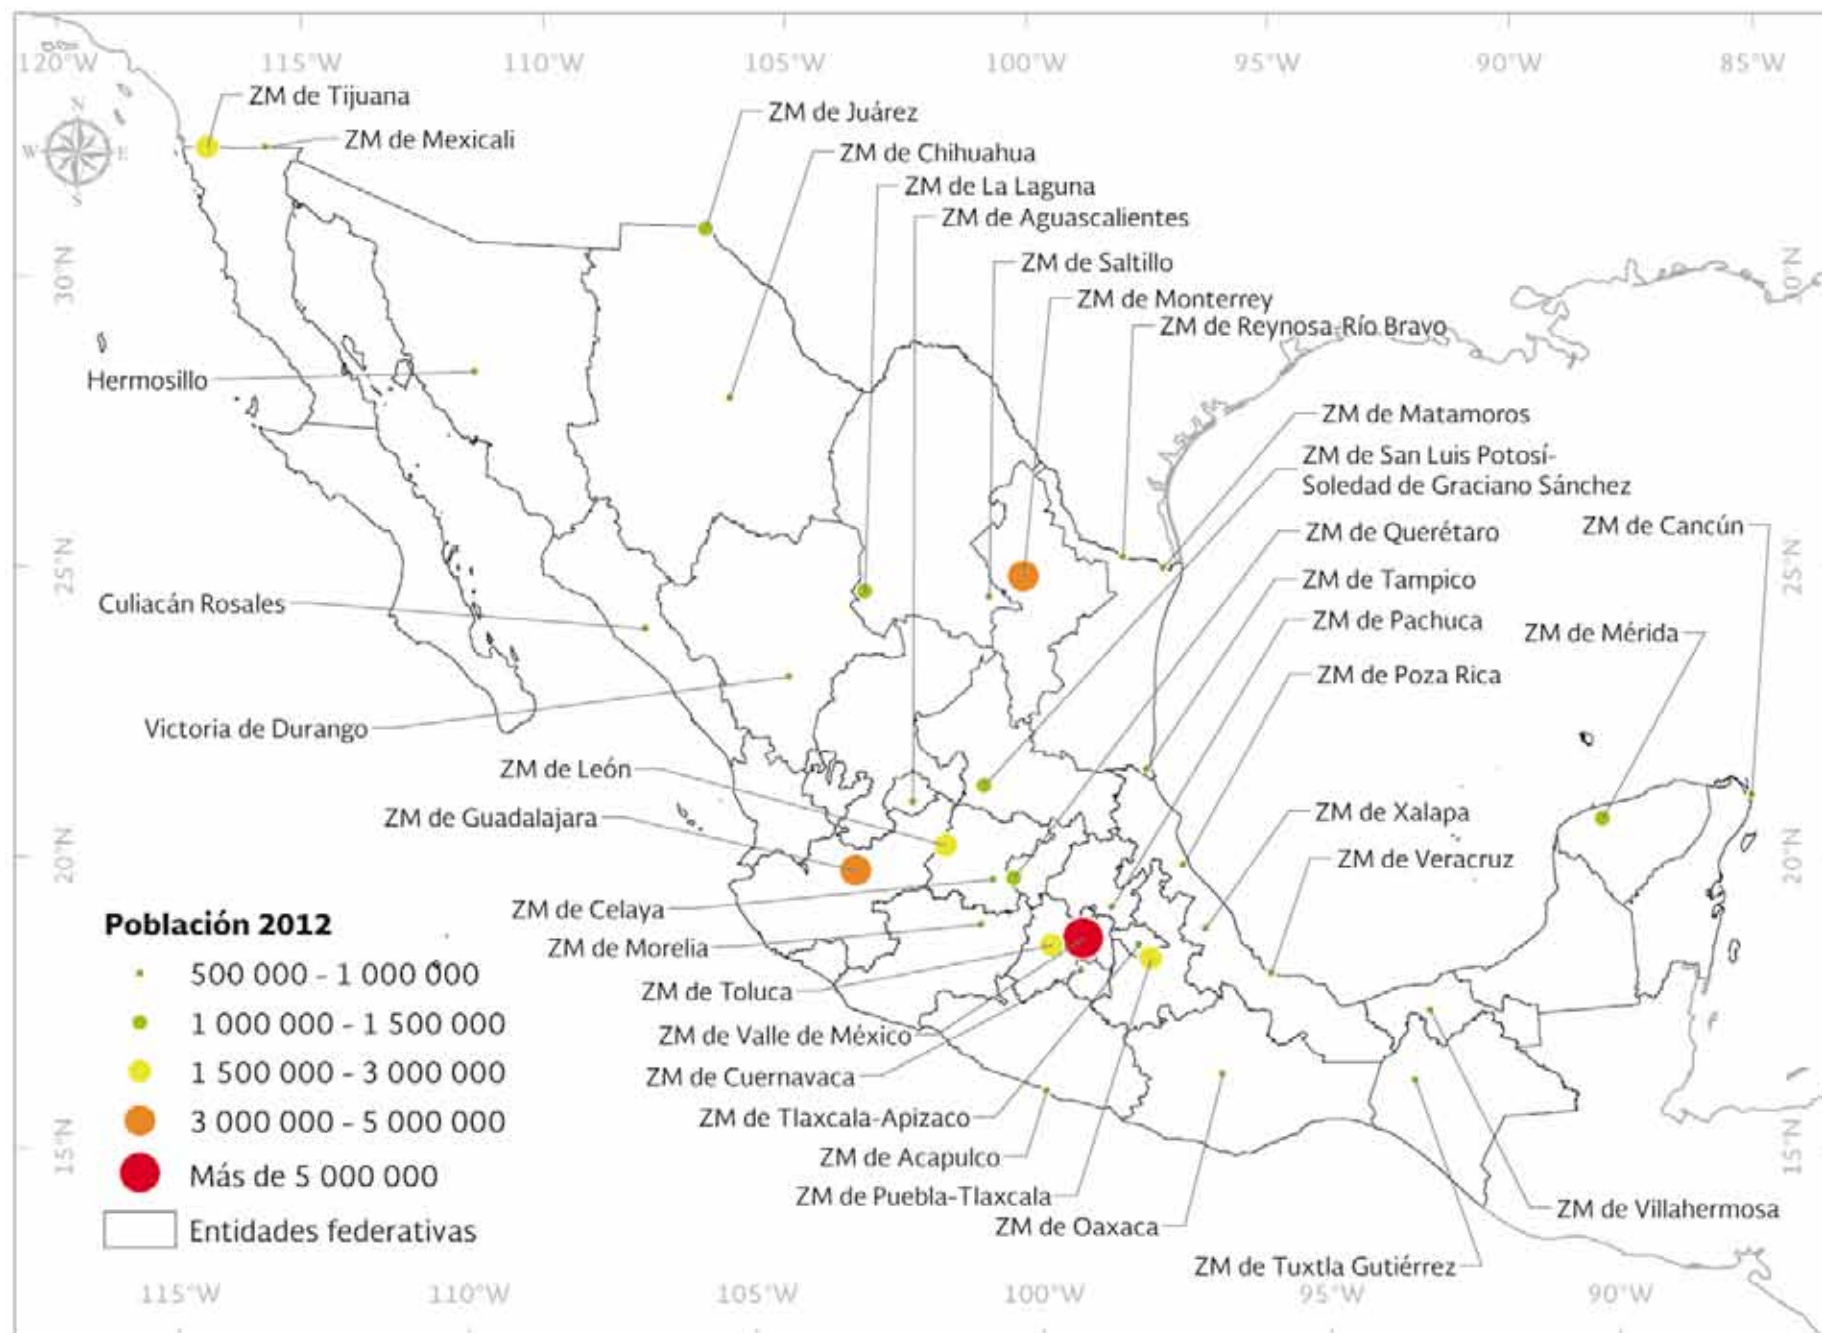 120°W 115°W 110°W 105°W 100°W 95°W 90°W 85°W
ZM de Tijuana
ZM de Juárez
ZM de Mexicali
N
W E
S
ZM de Chihuahua
ZM de La Laguna
ZM de Aguascalientes
ZM de Saltillo
30°N
30°N
ZM de Monterrey
ZM de Reynosa-Río Bravo
Hermosillo
ZM de Matamoros
ZM de San Luis Potosí-
Soledad de Graciano Sánchez
ZM de Querétaro
ZM de Cancún
25°N
25°N
ZM de Tampico
Culiacán Rosales
ZM de Pachuca
ZM de Mérida
ZM de Poza Rica
Victoria de Durango
ZM de León
ZM de Guadalajara
ZM de Xalapa
20°N
20°N
ZM de Veracruz
ZM de Celaya
Población 2012
ZM de Morelia
500 000 - 1 000 000
ZM de Toluca
1 000 000 - 1 500 000
ZM de Valle de México
1 500 000 - 3 000 000
ZM de Cuernavaca
3 000 000 - 5 000 000
ZM de Tlaxcala-Apizaco
15°N
15°N
ZM de Acapulco
Más de 5 000 000
ZM de Puebla-Tlaxcala
ZM de Villahermosa
ZM de Oaxaca
Entidades federativas
ZM de Tuxtla Gutiérrez
115°W 110°W 105°W 100°W 95°W 90°W